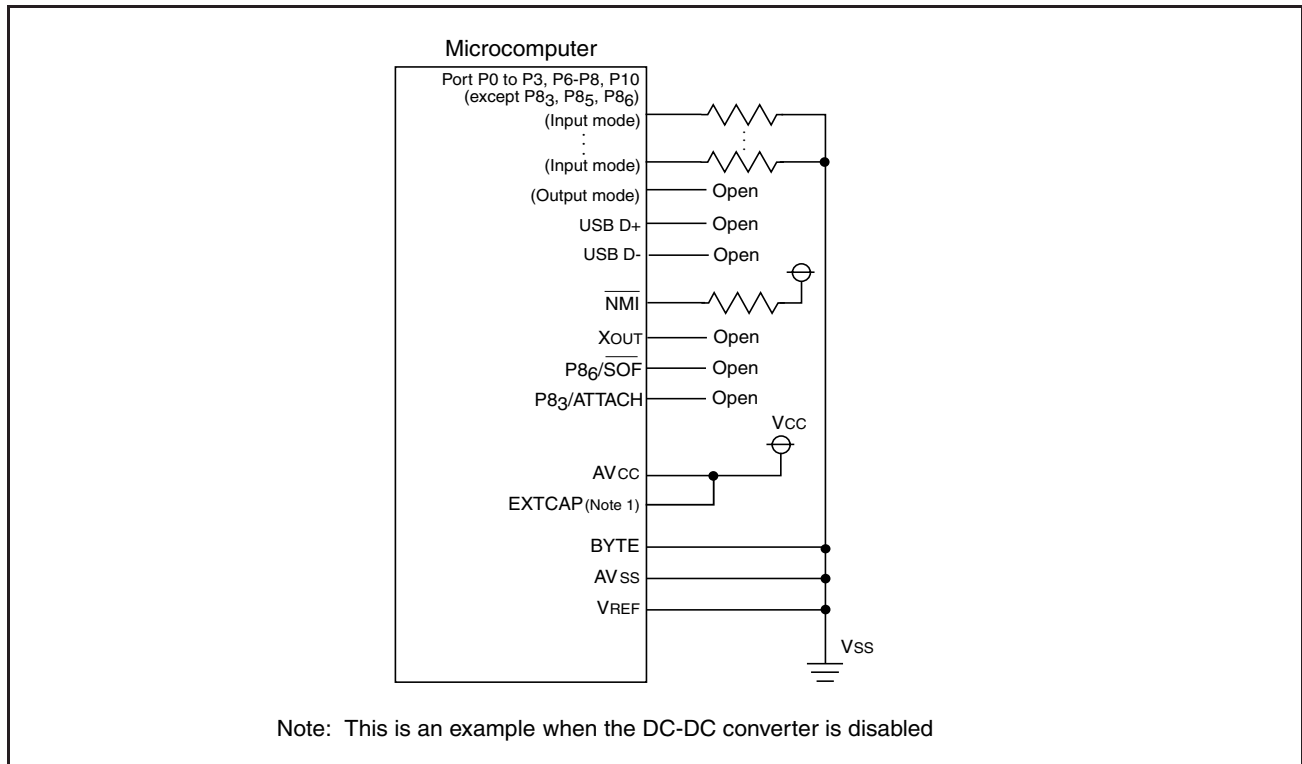 Microcomputer
Port P0 to P3, P6-P8, P10
(except P83, P85, P86)
(Input mode)
(Input mode)
(Output mode)
Open
USB D+
Open
USB D-
Open
NMI
XOUT
Open
P86/SOF
Open
P83/ATTACH
Open
VCC
AVCC
EXTCAP(Note 1)
BYTE
AVSS
VREF
VSS
Note: This is an example when the DC-DC converter is disabled